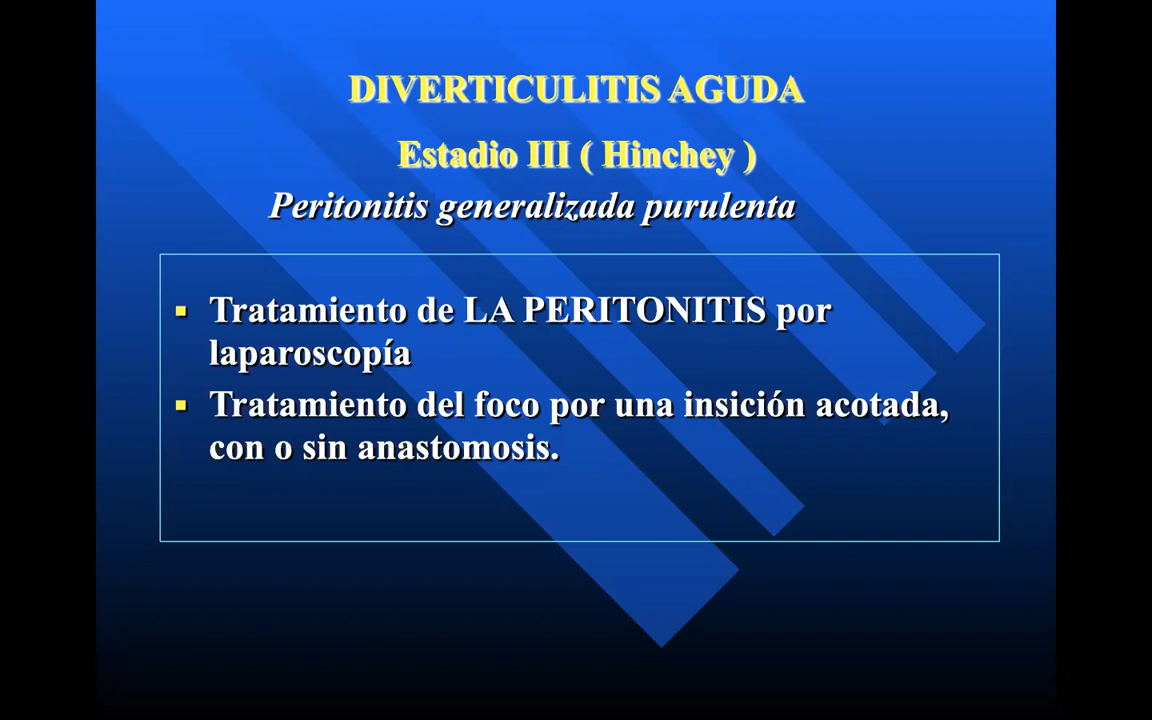 DIVERTICULITIS AGUDA
Estadio III ( Hinchey )
Peritonitis generalizada purulenta
▪ Tratamiento de LA PERITONITIS por
laparoscopía
▪ Tratamiento del foco por una insición acotada,
con o sin anastomosis.